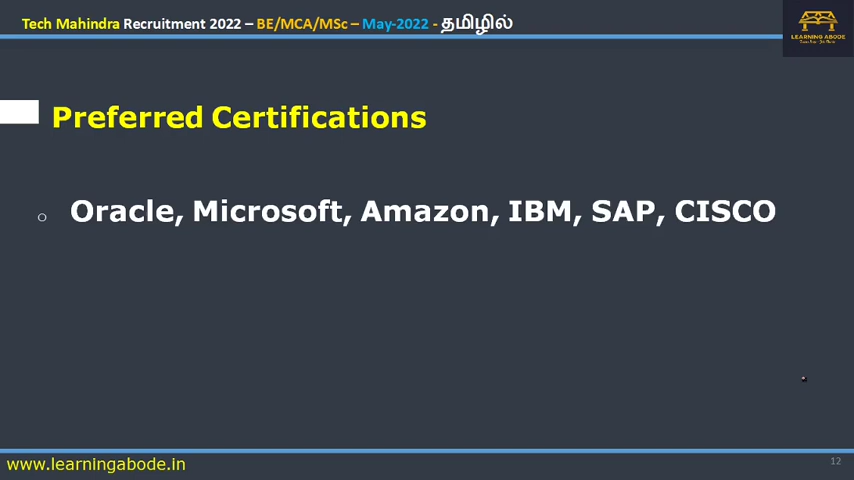 Tech Mahindra Recruitment 2022 – BE/MCA/MSc – May-2022 - தமிழில்
LEARNING ABODE
Preferred Certifications
Oracle, Microsoft, Amazon, IBM, SAP, CISCO
www.learningabode.in
12